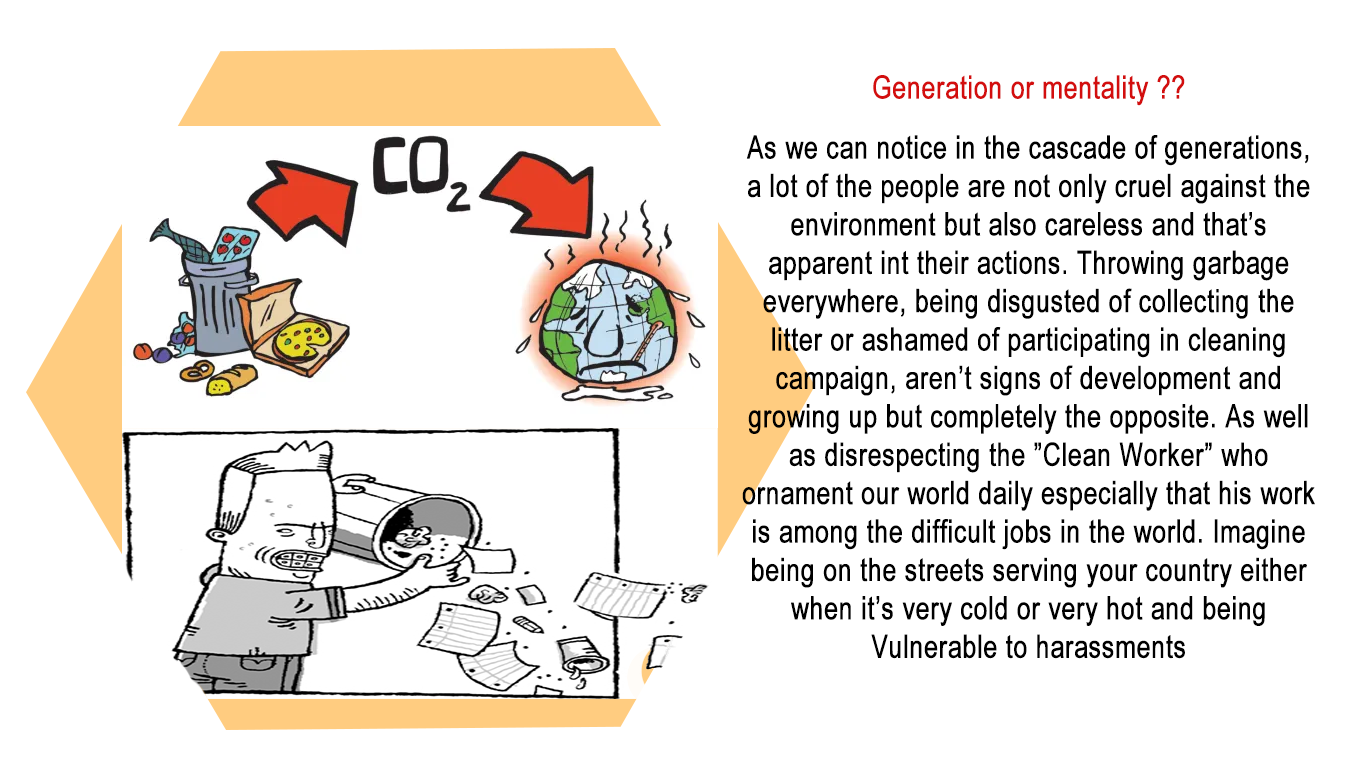 CO2
Generation or mentality ??
As we can notice in the cascade of generations,
a lot of the people are not only cruel against the
environment but also careless and that’s
apparent int their actions. Throwing garbage
everywhere, being disgusted of collecting the
litter or ashamed of participating in cleaning
campaign, aren’t signs of development and
growing up but completely the opposite. As well
as disrespecting the ”Clean Worker” who
ornament our world daily especially that his work
is among the difficult jobs in the world. Imagine
being on the streets serving your country either
when it’s very cold or very hot and being
Vulnerable to harassments